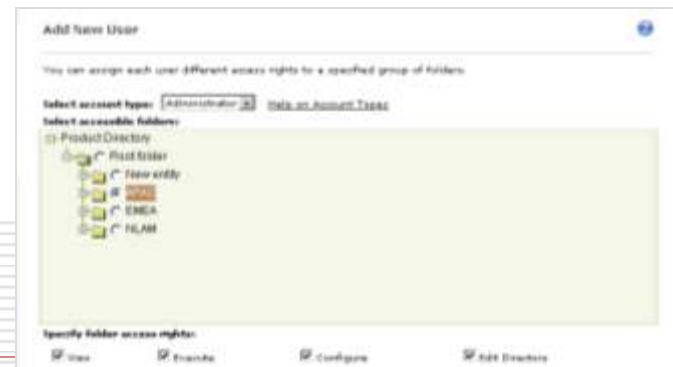 Add New User
You can assign each user different access rights to a specified group of folders
Select account type: Administrator Help on Account Types
Select accessible folders:
Product Directory
Root folder
New entity
APAC
EMEA
NLAM
Specify folder access rights:
View Execute Configure Edit Directory